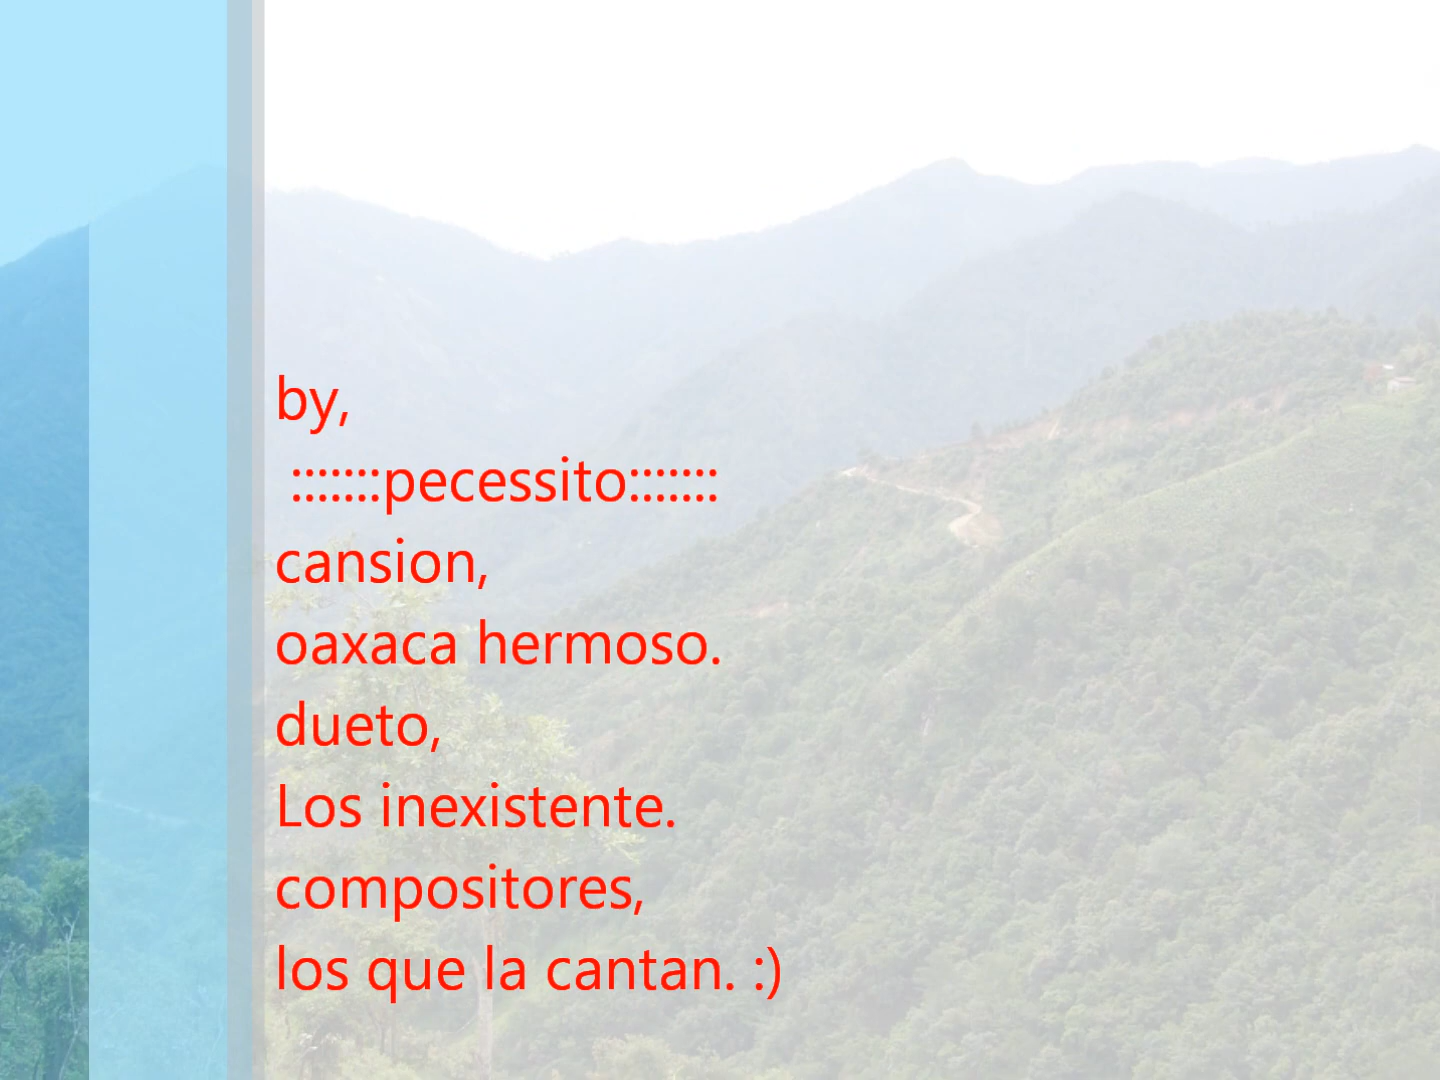 by,
:::::::pecessito:::::::
cansion,
oaxaca hermoso.
dueto,
Los inexistente.
compositores,
los que la cantan. :)